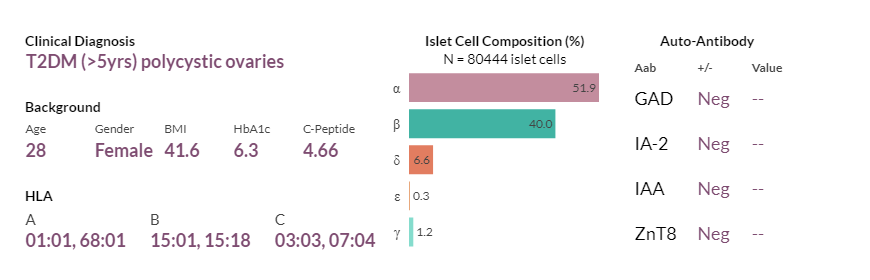 Clinical Diagnosis
T2DM (>5yrs) polycystic ovaries
Background
Age Gender BMI HbA1c C-Peptide
28 Female 41.6 6.3 4.66
HLA
A B C
01:01, 68:01 15:01, 15:18 03:03, 07:04
Islet Cell Composition (%)
N = 80444 islet cells
α 51.9
β 40.0
δ 6.6
ε 0.3
γ 1.2
Auto-Antibody
Aab +/- Value
GAD Neg --
IA-2 Neg --
IAA Neg --
ZnT8 Neg --